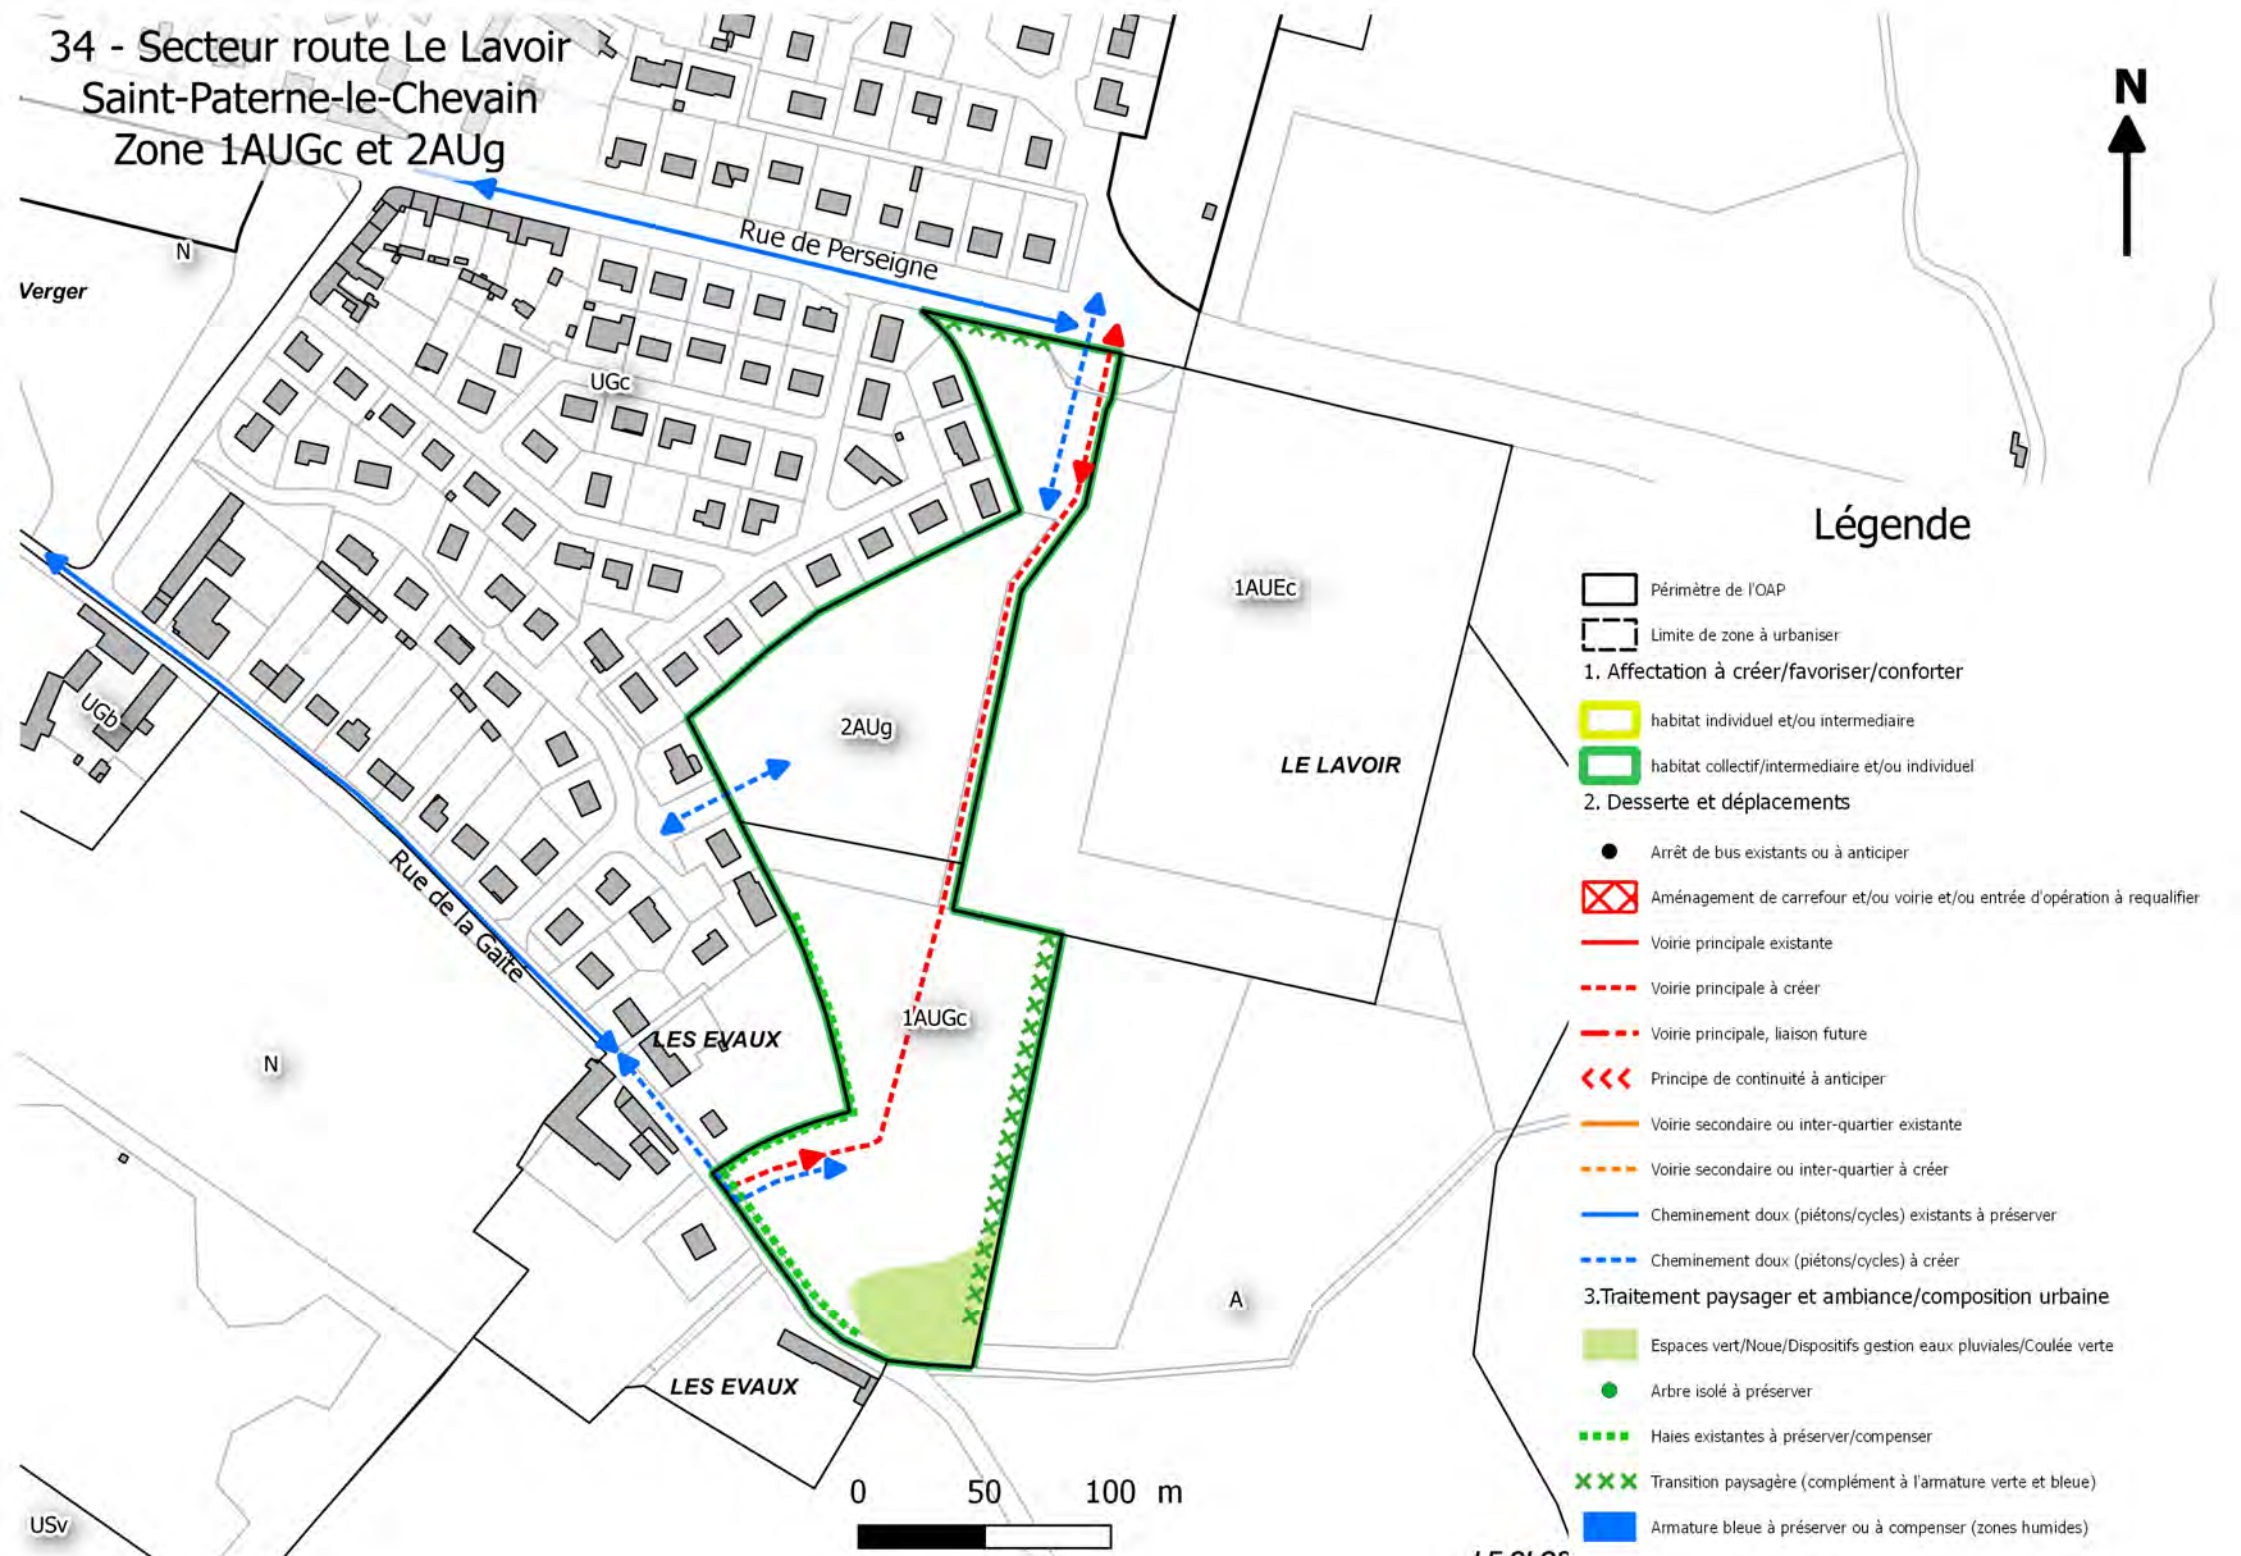 34 - Secteur route Le Lavoir
Saint-Paterne-le-Chevain
Zone 1AUGc et 2AUg
N
N
Verger
Rue de Perseigne
UGc
1AUEc
UGb
2AUg
LE LAVOIR
Rue de la Gaîte
1AUGc
LES EVAUX
N
A
LES EVAUX
USv
0 50 100 m
Légende
Périmètre de l'OAP
Limite de zone à urbaniser
1. Affectation à créer/favoriser/conforter
habitat individuel et/ou intermediaire
habitat collectif/intermediaire et/ou individuel
2. Desserte et déplacements
Arrêt de bus existants ou à anticiper
Aménagement de carrefour et/ou voirie et/ou entrée d'opération à requalifier
Voirie principale existante
Voirie principale à créer
Voirie principale, liaison future
Principe de continuité à anticiper
Voirie secondaire ou inter-quartier existante
Voirie secondaire ou inter-quartier à créer
Cheminement doux (piétons/cycles) existants à préserver
Cheminement doux (piétons/cycles) à créer
3.Traitement paysager et ambiance/composition urbaine
Espaces vert/Noue/Dispositifs gestion eaux pluviales/Coulée verte
Arbre isolé à préserver
Haies existantes à préserver/compenser
Transition paysagère (complément à l'armature verte et bleue)
Armature bleue à préserver ou à compenser (zones humides)